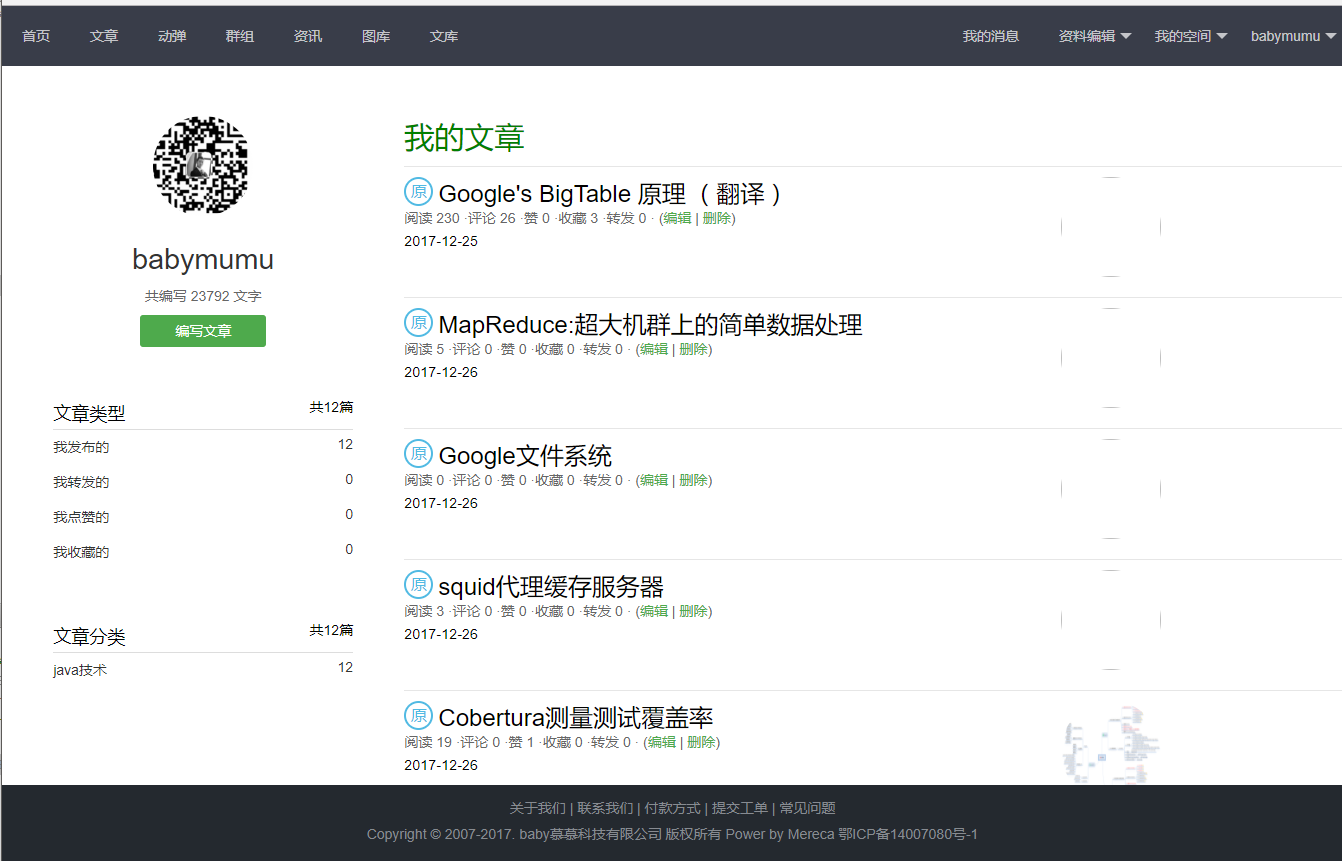 首页 文章 动弹 群组 资讯 图库 文库 我的消息 资料编辑 我的空间 babymumu
babymumu
共编写 23792 文字
编写文章
文章类型 共12篇
我发布的 12
我转发的 0
我点赞的 0
我收藏的 0
文章分类 共12篇
java技术 12
我的文章
原 Google's BigTable 原理 （翻译）
阅读 230 ·评论 26 ·赞 0 ·收藏 3 ·转发 0 · (编辑 | 删除)
2017-12-25
原 MapReduce:超大机群上的简单数据处理
阅读 5 ·评论 0 ·赞 0 ·收藏 0 ·转发 0 · (编辑 | 删除)
2017-12-26
原 Google文件系统
阅读 0 ·评论 0 ·赞 0 ·收藏 0 ·转发 0 · (编辑 | 删除)
2017-12-26
原 squid代理缓存服务器
阅读 3 ·评论 0 ·赞 0 ·收藏 0 ·转发 0 · (编辑 | 删除)
2017-12-26
原 Cobertura测量测试覆盖率
阅读 19 ·评论 0 ·赞 1 ·收藏 0 ·转发 0 · (编辑 | 删除)
2017-12-26
关于我们 | 联系我们 | 付款方式 | 提交工单 | 常见问题
Copyright © 2007-2017. baby慕慕科技有限公司 版权所有 Power by Mereca 鄂ICP备14007080号-1